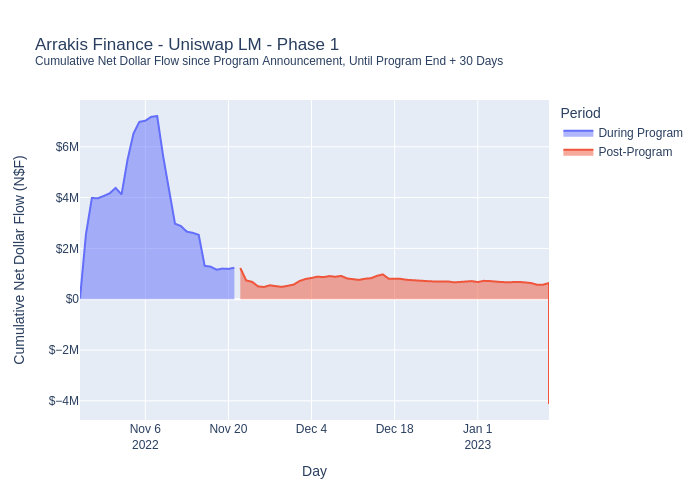 Arrakis Finance - Uniswap LM - Phase 1
Cumulative Net Dollar Flow since Program Announcement, Until Program End + 30 Days
Period
During Program
Post-Program
Cumulative Net Dollar Flow (N$F)
$6M
$4M
$2M
$0
$−2M
$−4M
Nov 6
2022
Nov 20
Dec 4
Dec 18
Jan 1
2023
Day